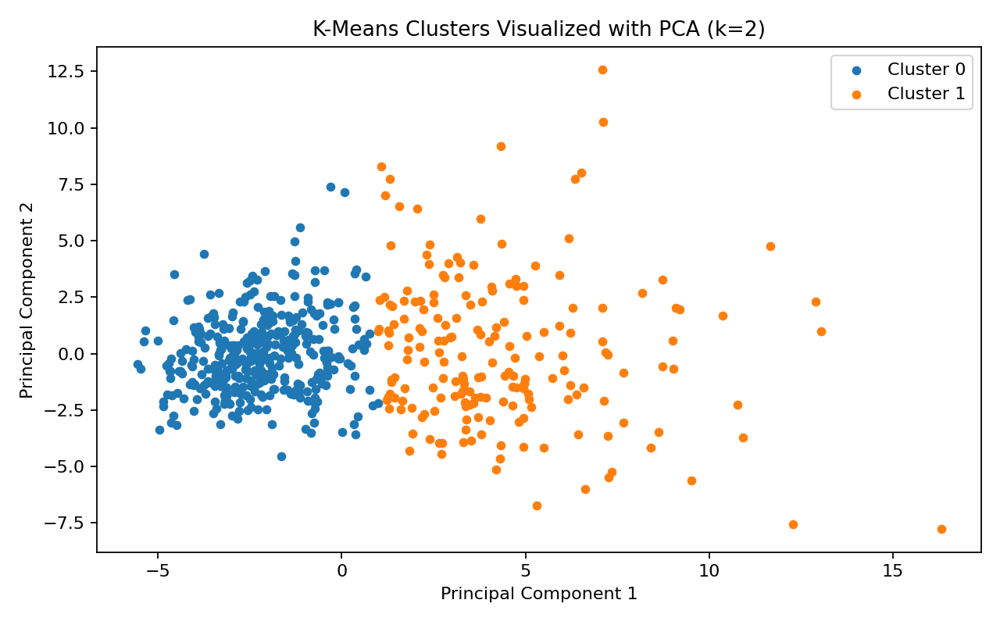 K-Means Clusters Visualized with PCA (k=2)
Cluster 0
Cluster 1
12.5
10.0
7.5
5.0
2.5
0.0
−2.5
−5.0
−7.5
Principal Component 2
−5
0
5
10
15
Principal Component 1